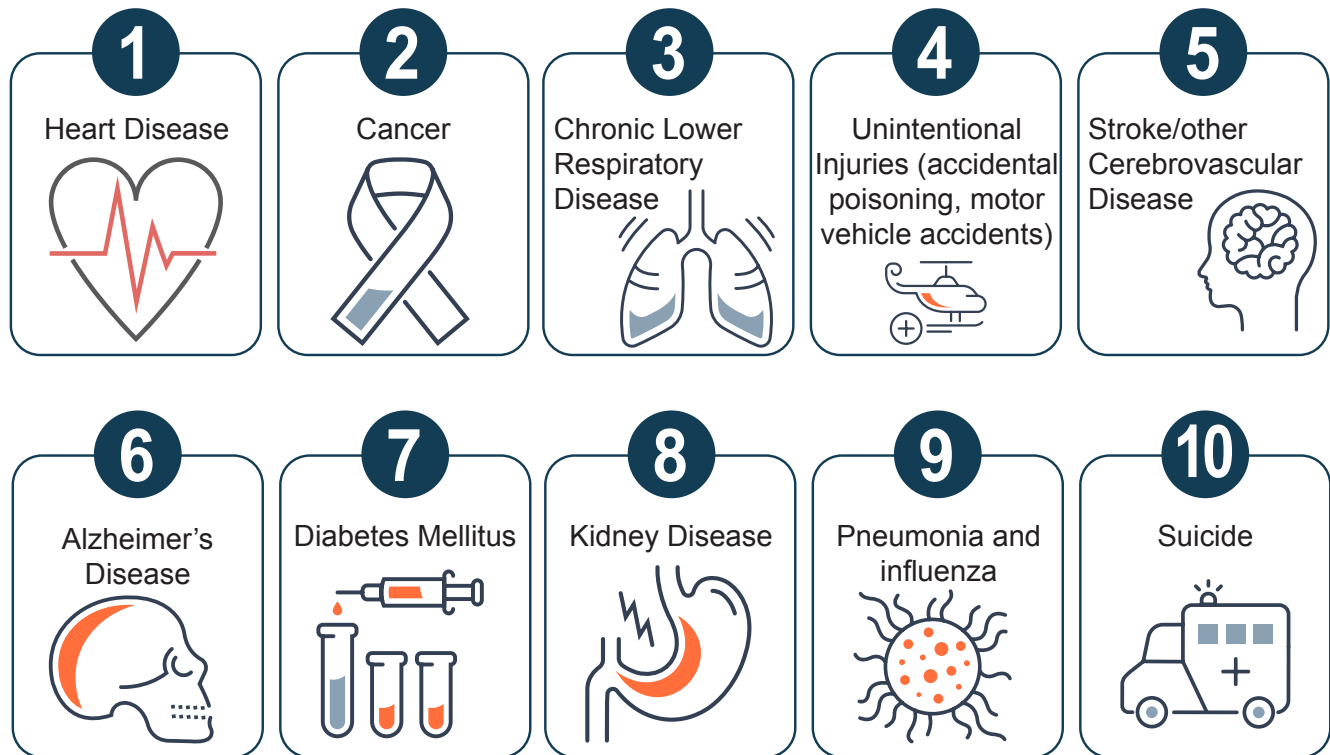 1
Heart Disease
2
Cancer
3
Chronic Lower
Respiratory
Disease
4
Unintentional
Injuries (accidental
poisoning, motor
vehicle accidents)
5
Stroke/other
Cerebrovascular
Disease
6
Alzheimer’s
Disease
7
Diabetes Mellitus
8
Kidney Disease
9
Pneumonia and
influenza
10
Suicide